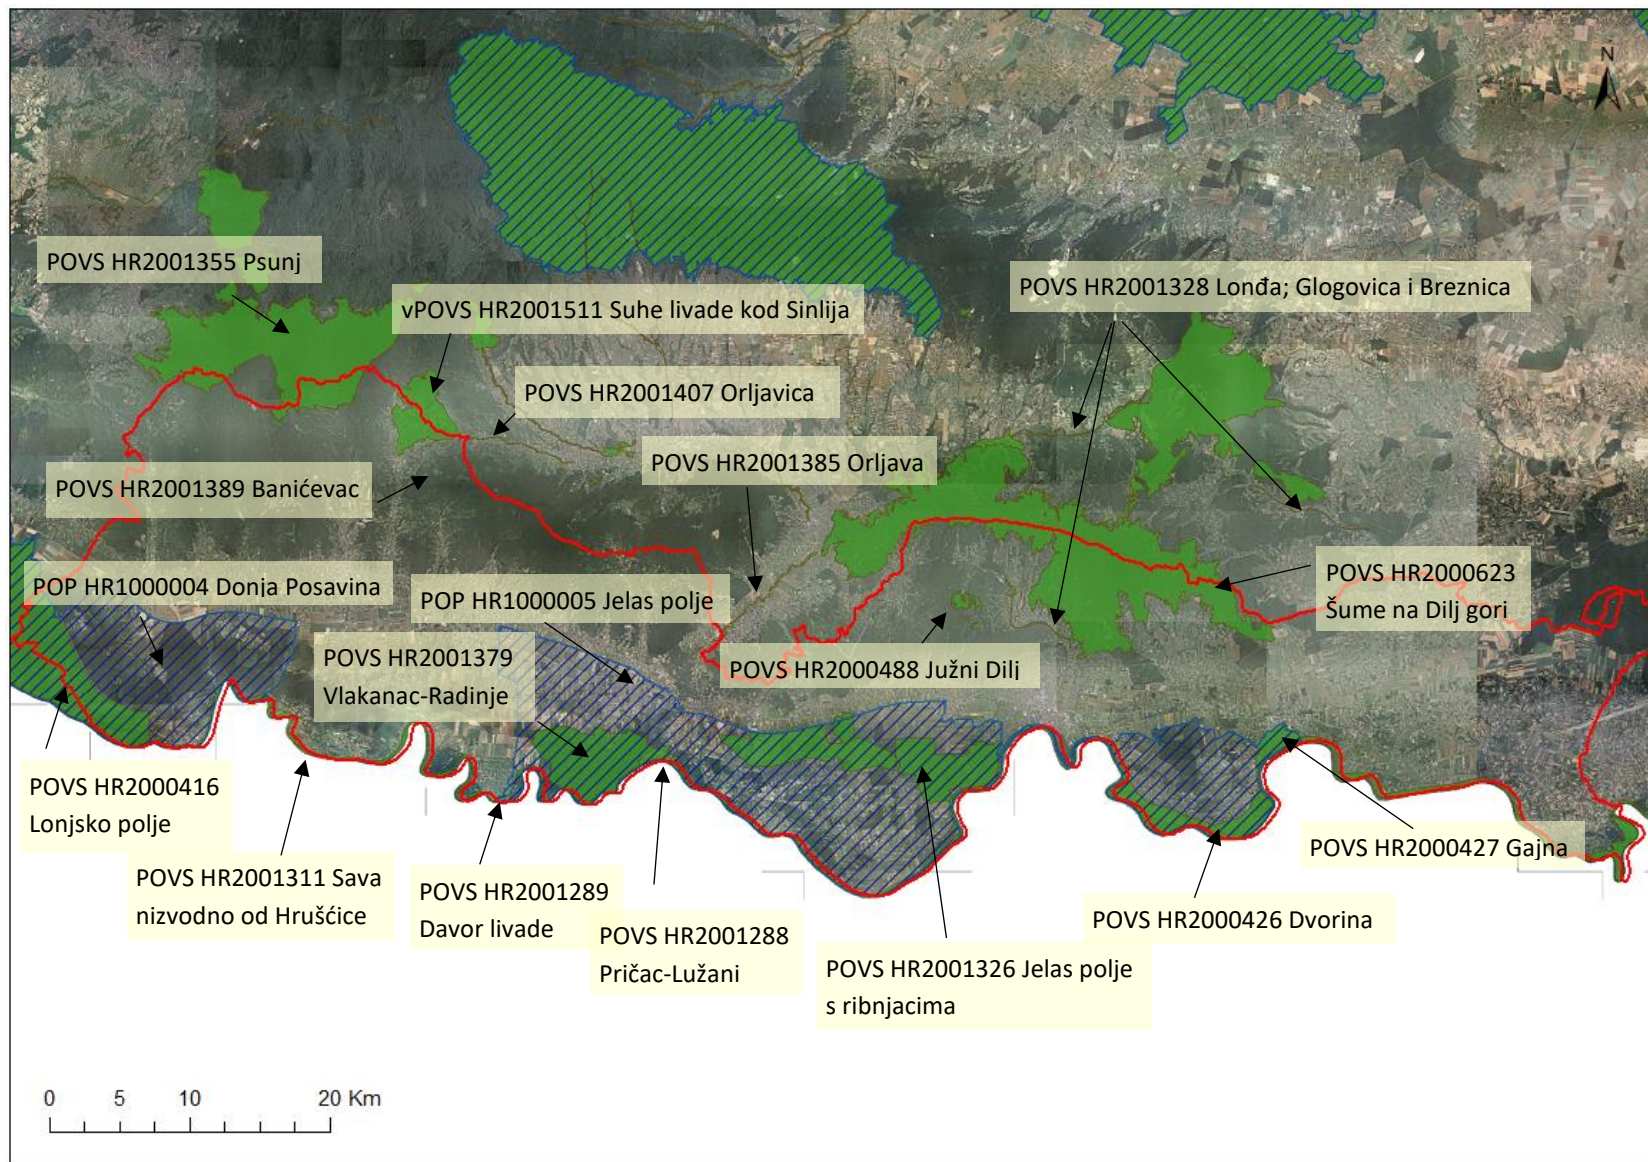 N
POVS HR2001355 Psunj
vPOVS HR2001511 Suhe livade kod Sinlija
POVS HR2001328 Lonđa; Glogovica i Breznica
POVS HR2001407 Orljavica
POVS HR2001385 Orljava
POVS HR2001389 Banićevac
POP HR1000004 Donja Posavina
POP HR1000005 Jelas polje
POVS HR2000623
Šume na Dilj gori
POVS HR2001379
Vlakanac-Radinje
POVS HR2000488 Južni Dilj
POVS HR2000416
Lonjsko polje
POVS HR2001311 Sava
nizvodno od Hrušćice
POVS HR2001289
Davor livade
POVS HR2001288
Pričac-Lužani
POVS HR2001326 Jelas polje
s ribnjacima
POVS HR2000426 Dvorina
POVS HR2000427 Gajna
0 5 10 20 Km